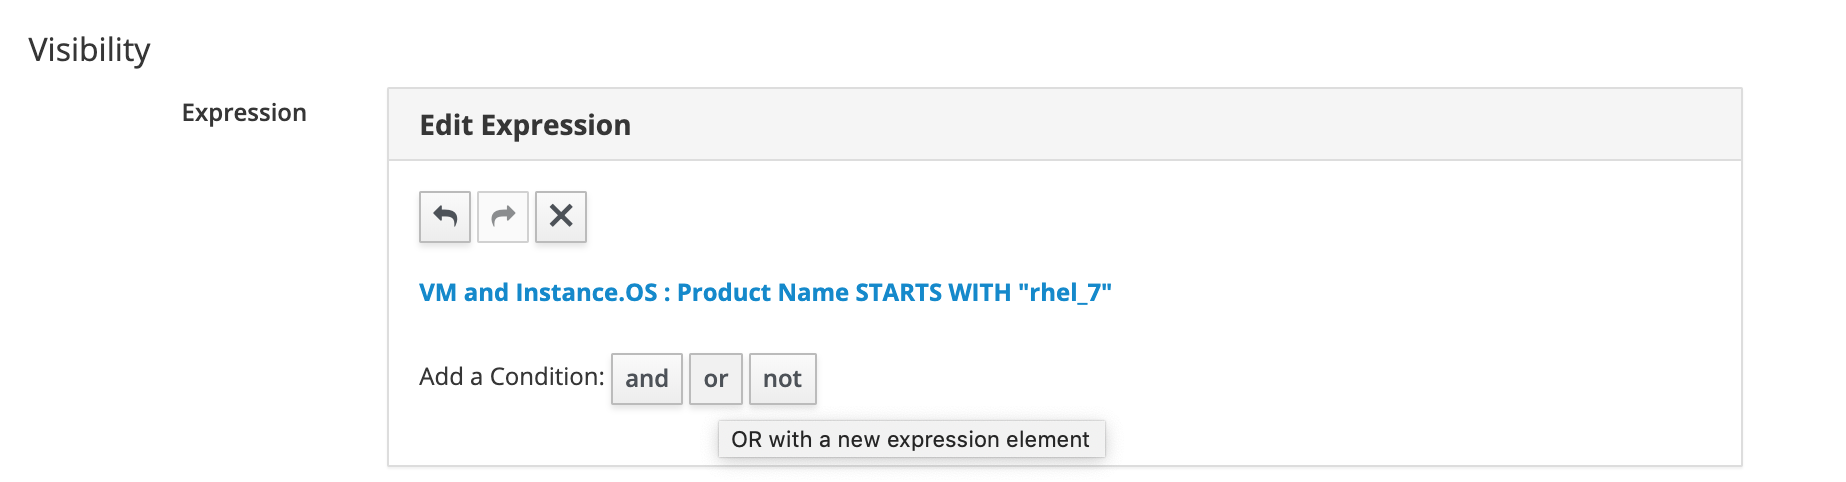 Visibility
Expression
Edit Expression
VM and Instance.OS : Product Name STARTS WITH "rhel_7"
Add a Condition: and or not
OR with a new expression element